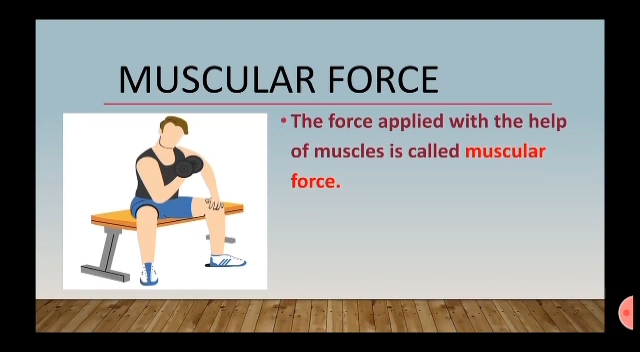 MUSCULAR FORCE
• The force applied with the help
of muscles is called muscular
force.